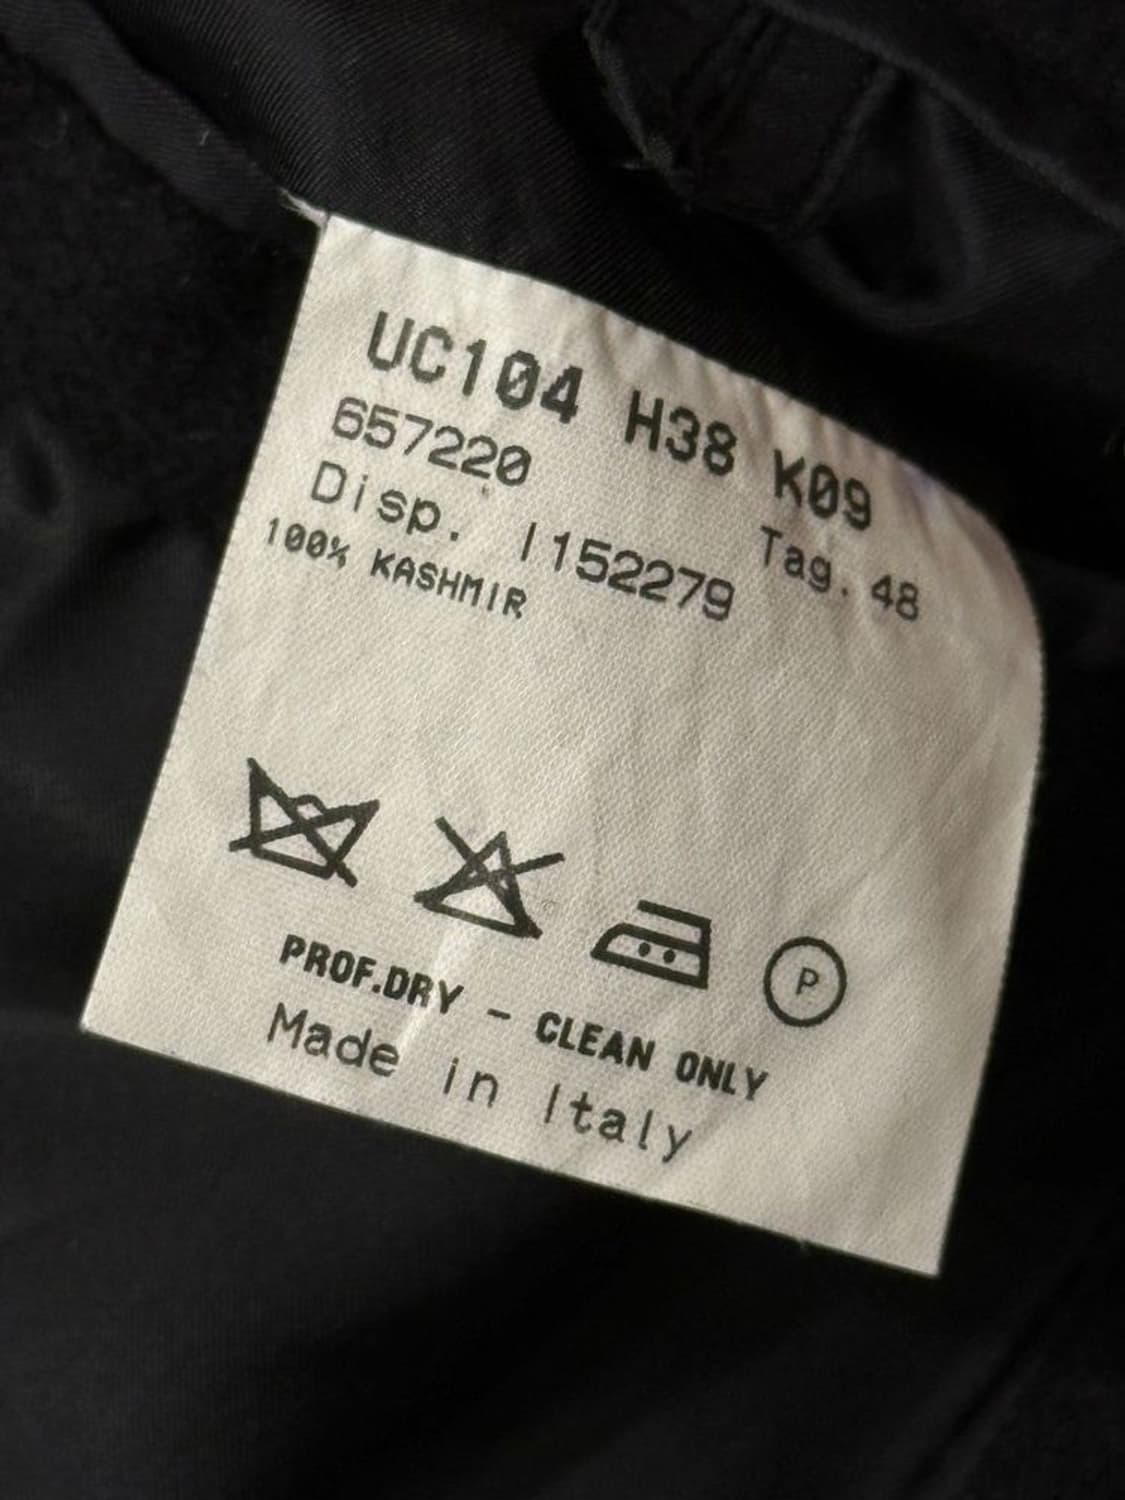 UC104 H38 K09
657220 Tag.48
Disp. I152279
100% KASHMIR
P
PROF.DRY - CLEAN ONLY
Made in Italy